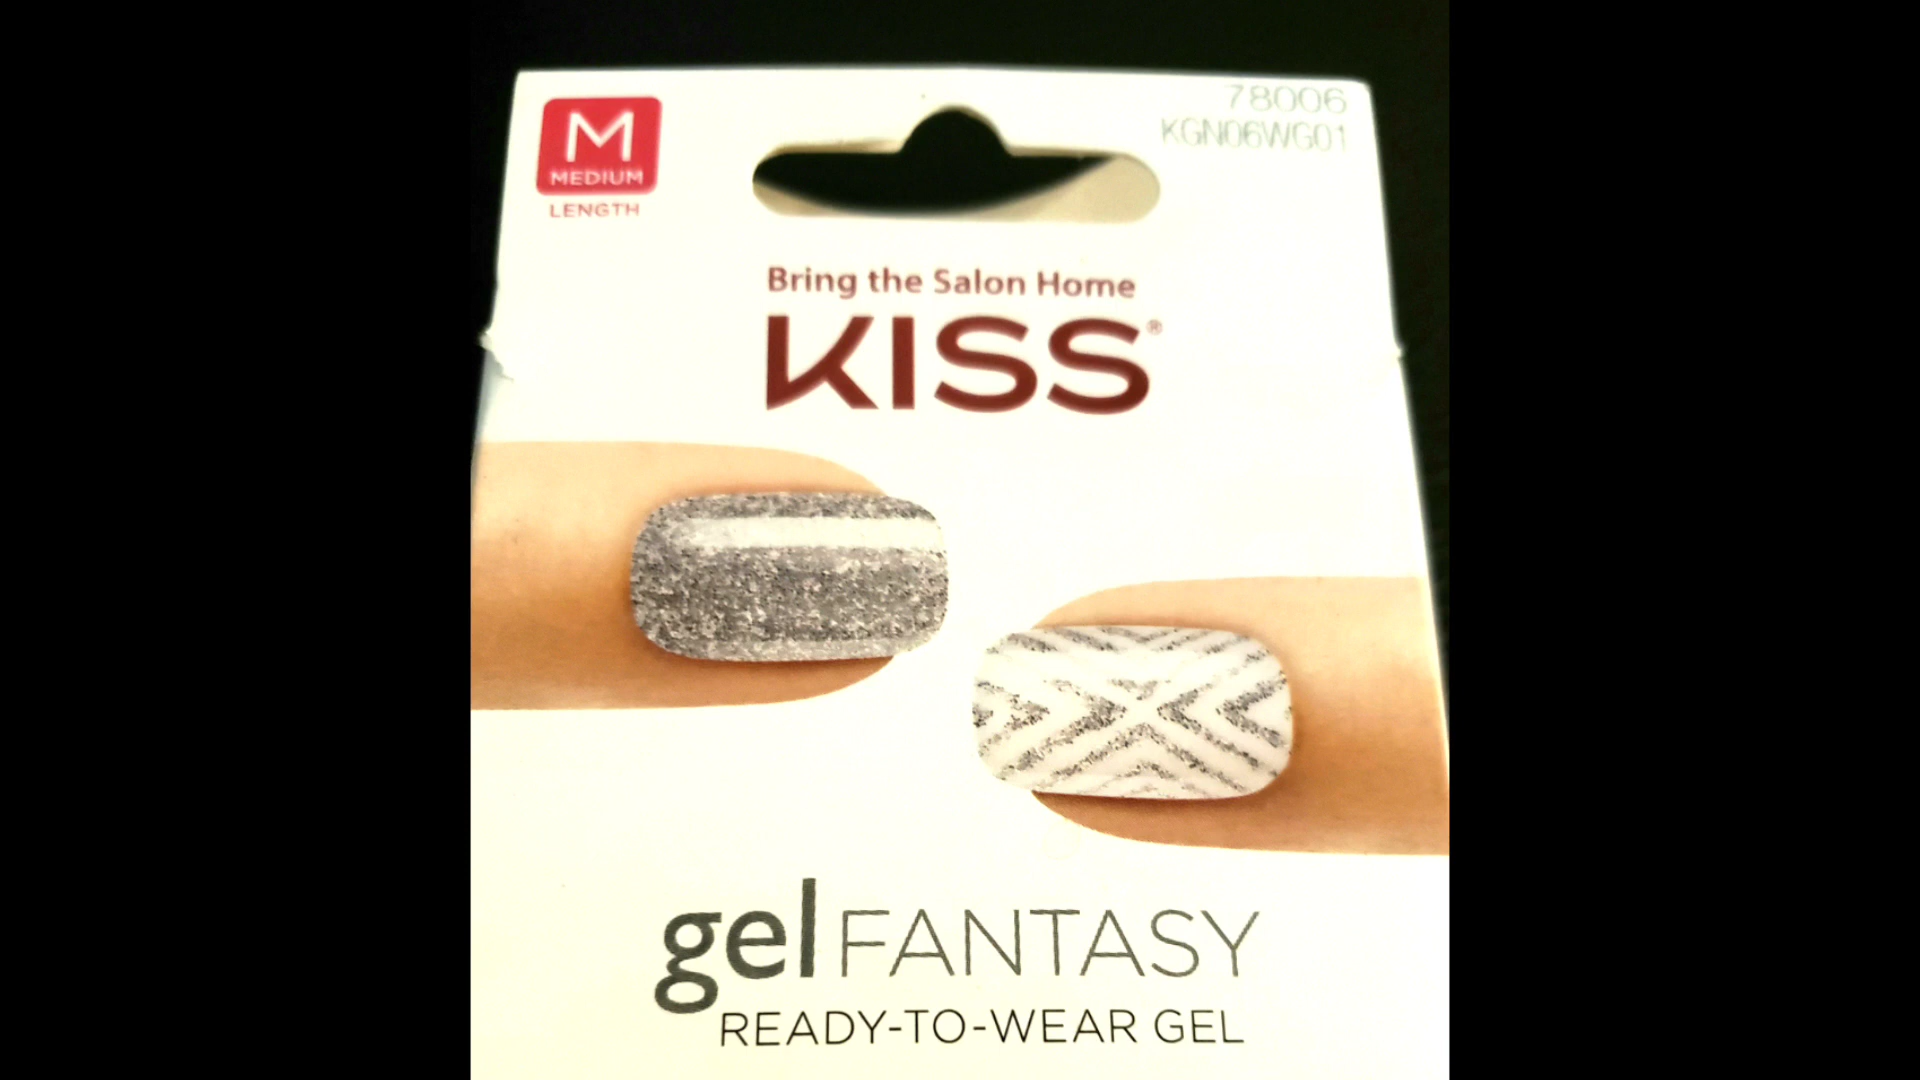 M
MEDIUM
LENGTH
78006
KGN06WG01
Bring the Salon Home
KISS®
gel FANTASY
READY-TO-WEAR GEL